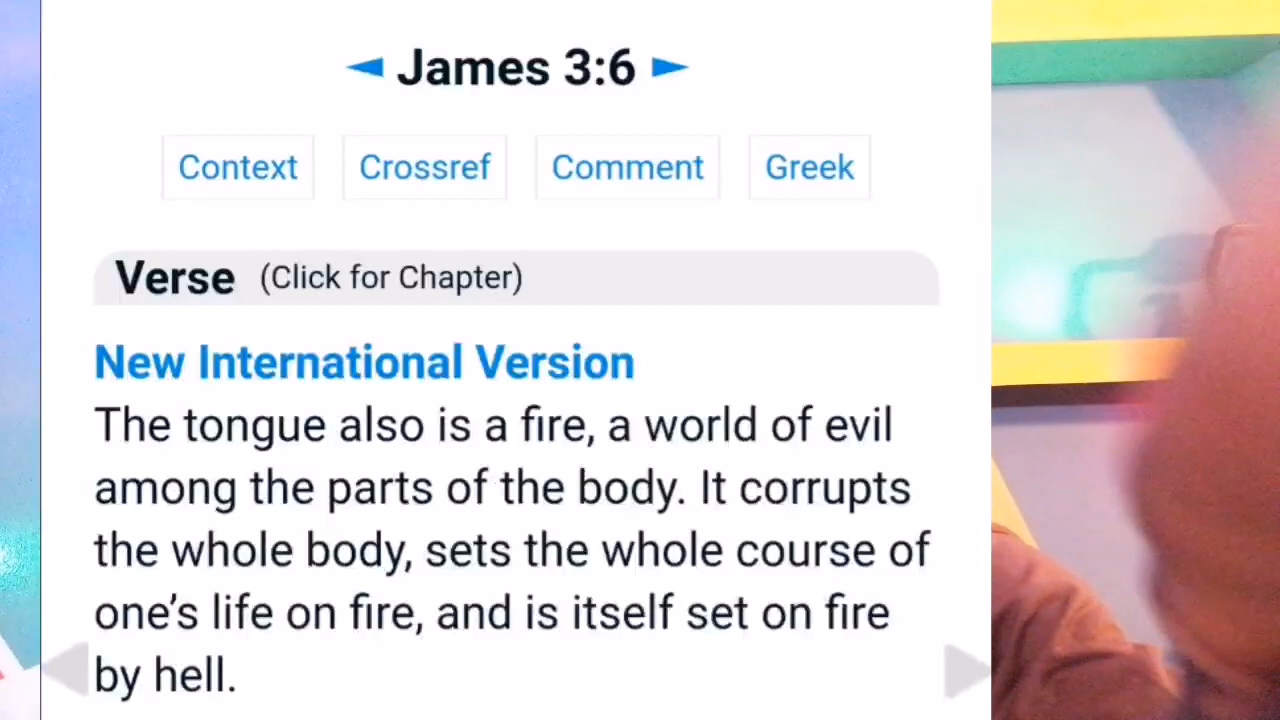 James 3:6
Context Crossref Comment Greek
Verse (Click for Chapter)
New International Version
The tongue also is a fire, a world of evil
among the parts of the body. It corrupts
the whole body, sets the whole course of
one’s life on fire, and is itself set on fire
by hell.